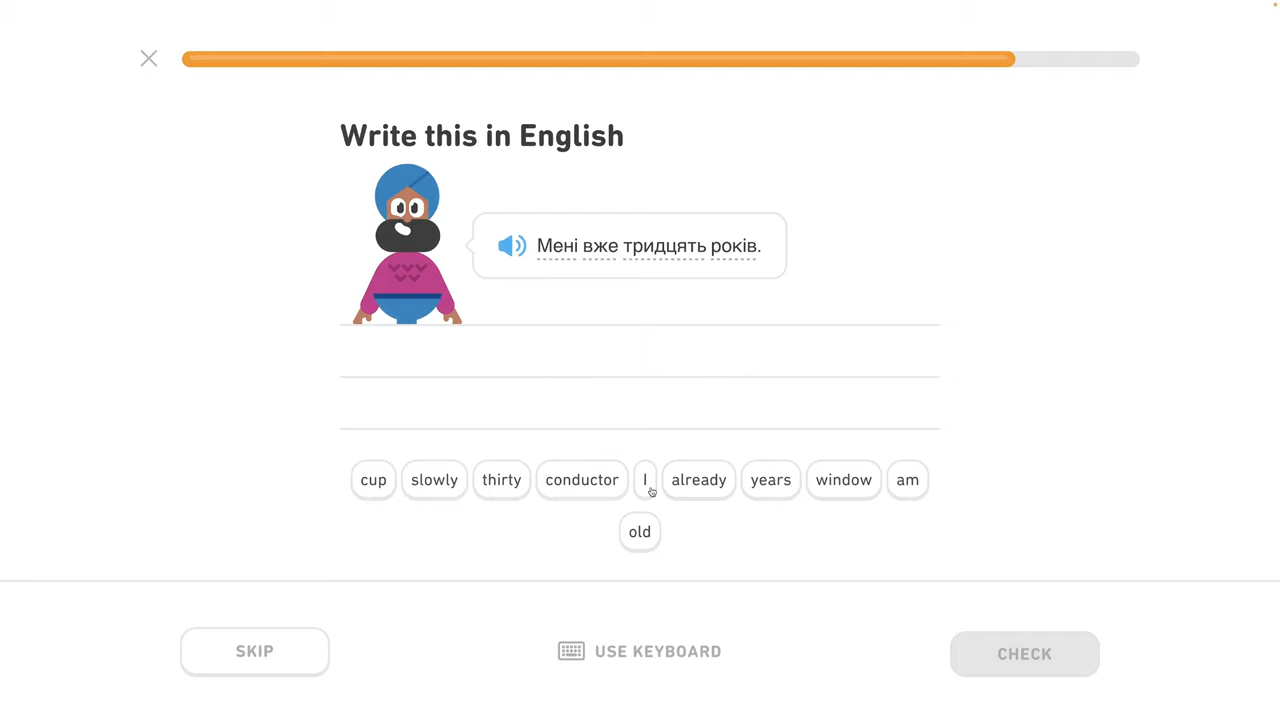 Write this in English
Мені вже тридцять років.
cup slowly thirty conductor I already years window am
old
SKIP USE KEYBOARD CHECK